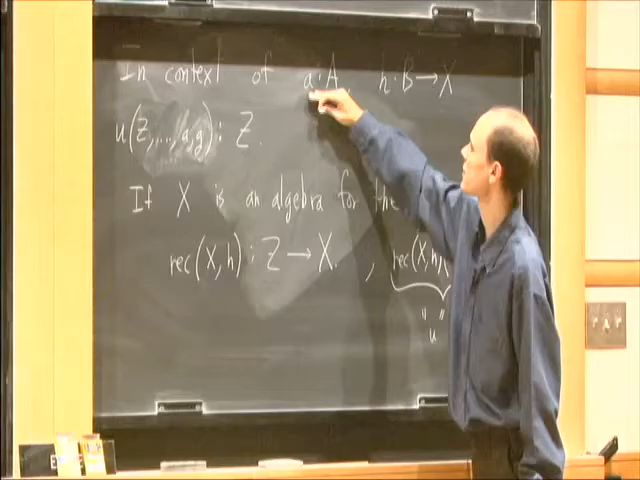 In context of a:A, h:B→X
u(Z,...,a,g): Z.
If X is an algebra for the
rec(X,h): Z→X. , rec(X,h,
"u"